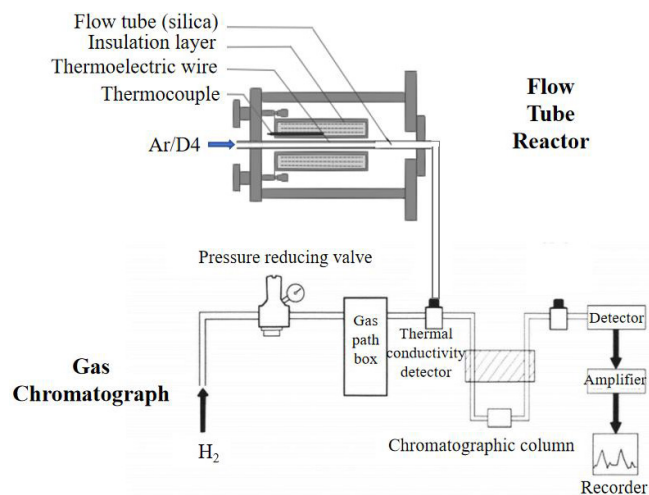 Flow tube (silica)
Insulation layer
Thermoelectric wire
Thermocouple
Ar/D4
Flow
Tube
Reactor
Pressure reducing valve
Gas
path
box
Thermal
conductivity
detector
Detector
Amplifier
Gas
Chromatograph
H₂
Chromatographic column
Recorder